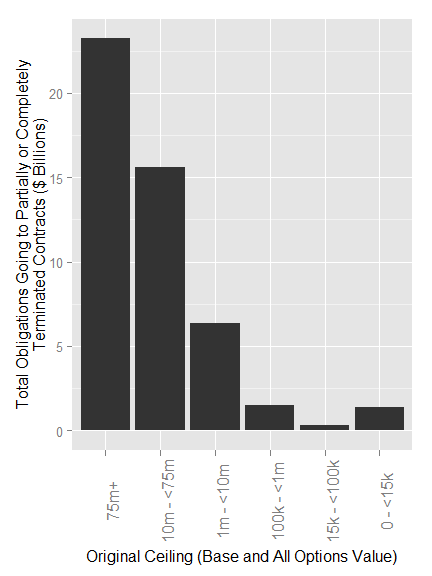 Total Obligations Going to Partially or Completely
Terminated Contracts ($ Billions)
20
15
10
5
0
75m+
10m - <75m
1m - <10m
100k - <1m
15k - <100k
0 - <15k
Original Ceiling (Base and All Options Value)